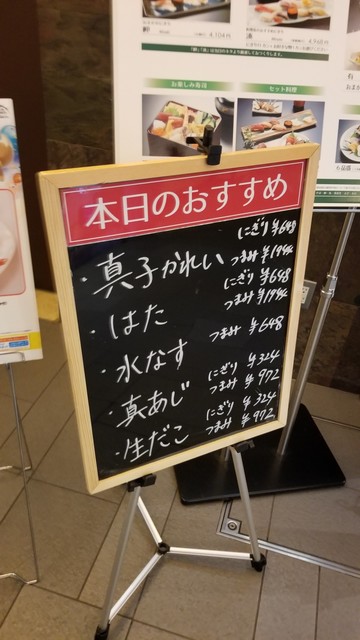 お楽しみ寿司
セット料理
本日のおすすめ
・真子がれい にぎり ¥648
つまみ ¥1944
・はた にぎり ¥648
つまみ ¥1944
・水なす つまみ ¥648
・真あじ にぎり ¥324
つまみ ¥972
・生だこ にぎり ¥324
つまみ ¥972